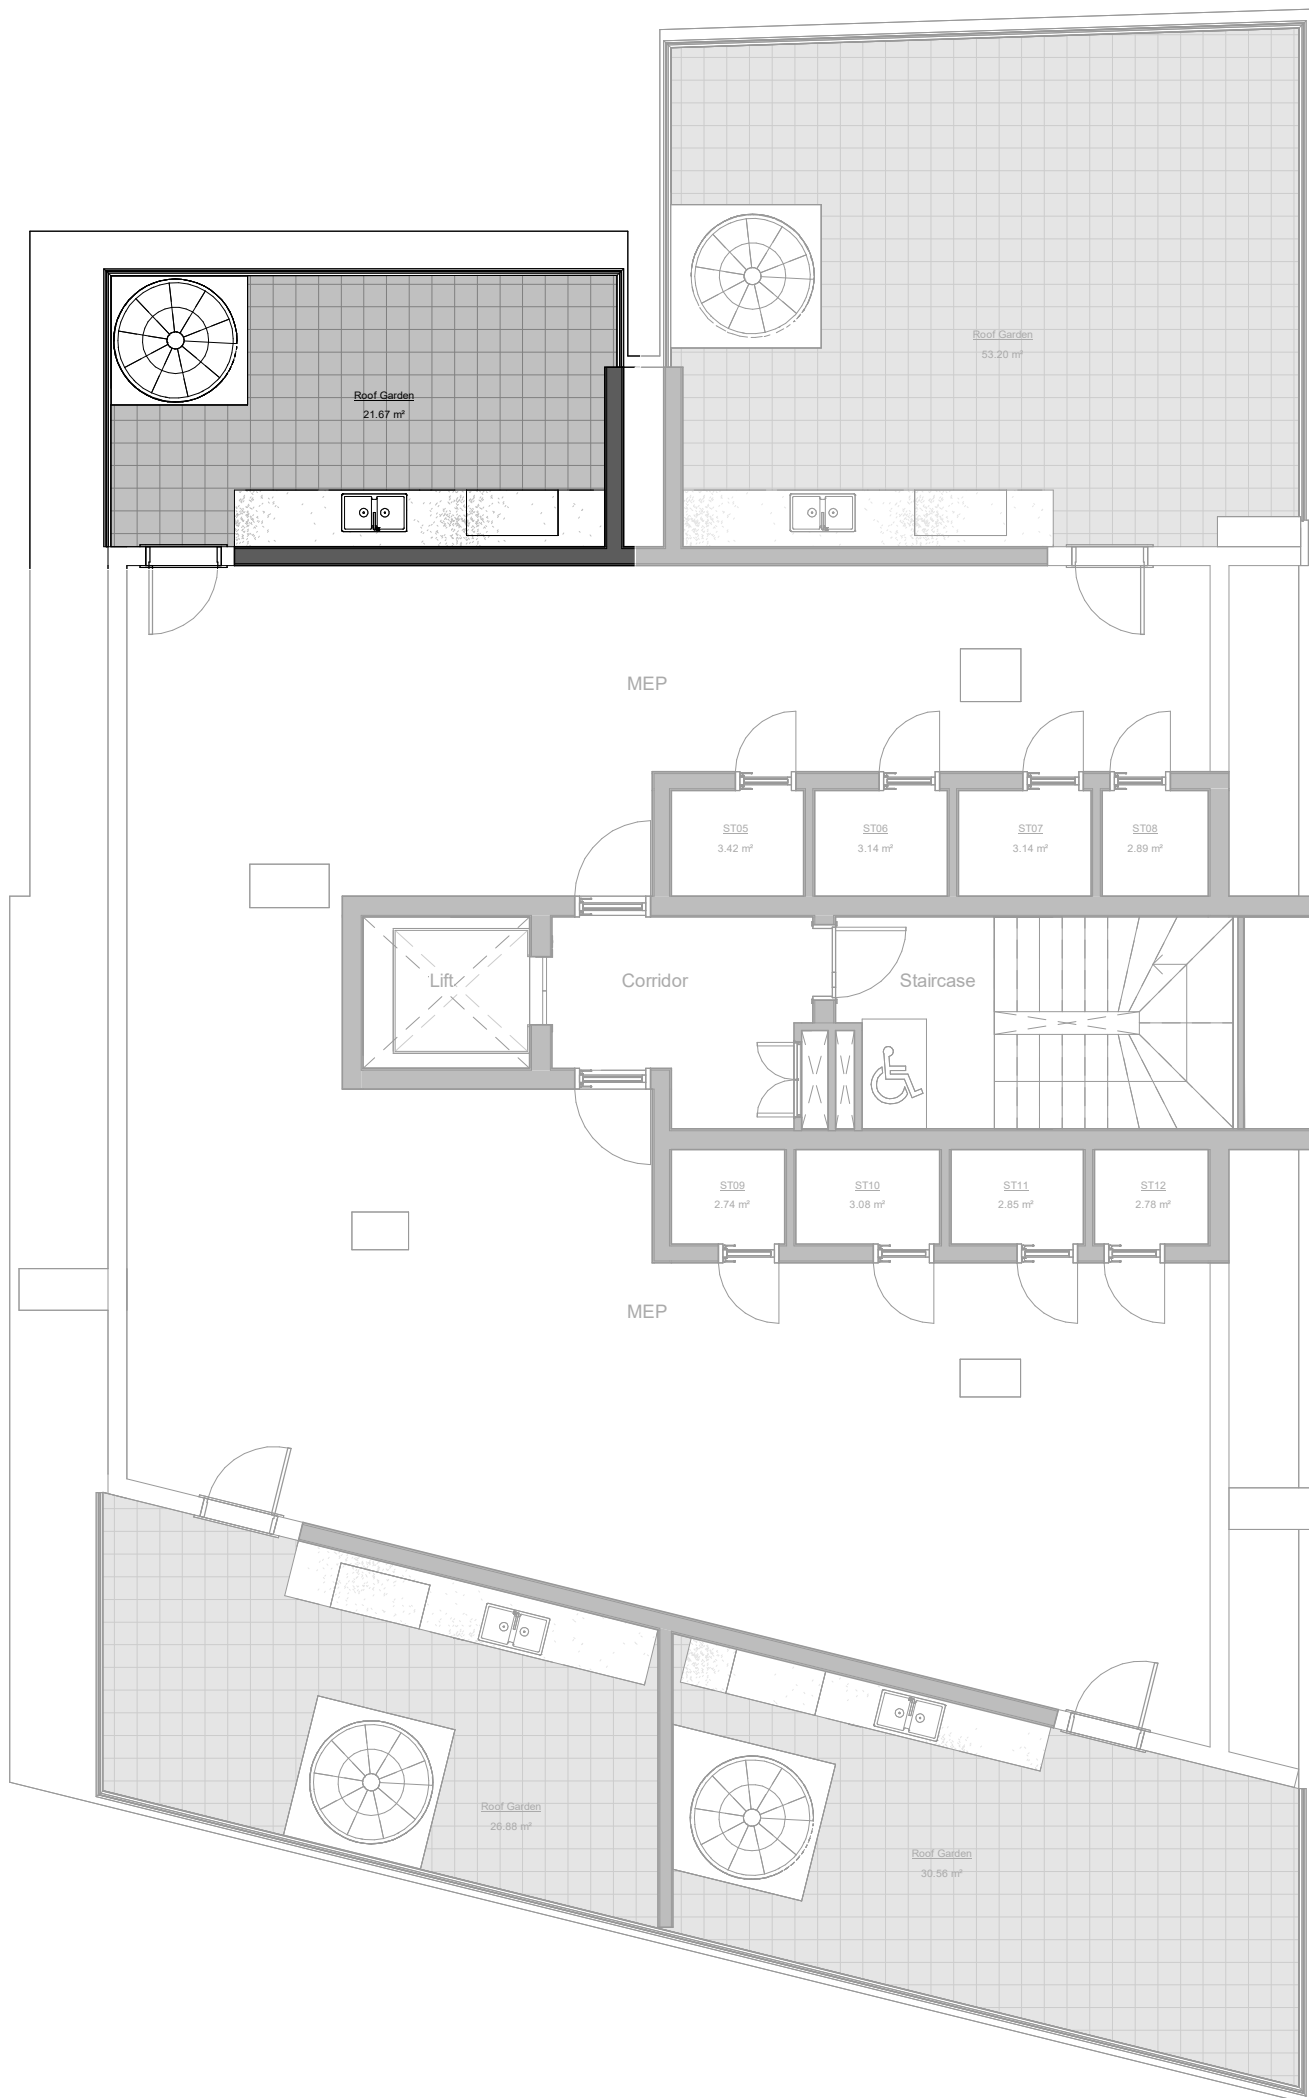 Roof Garden
53.20 m²
Roof Garden
21.67 m²
MEP
ST05
3.42 m²
ST06
3.14 m²
ST07
3.14 m²
ST08
2.89 m²
Lift
Corridor
Staircase
ST09
2.74 m²
ST10
3.08 m²
ST11
2.85 m²
ST12
2.78 m²
MEP
Roof Garden
26.88 m²
Roof Garden
30.56 m²